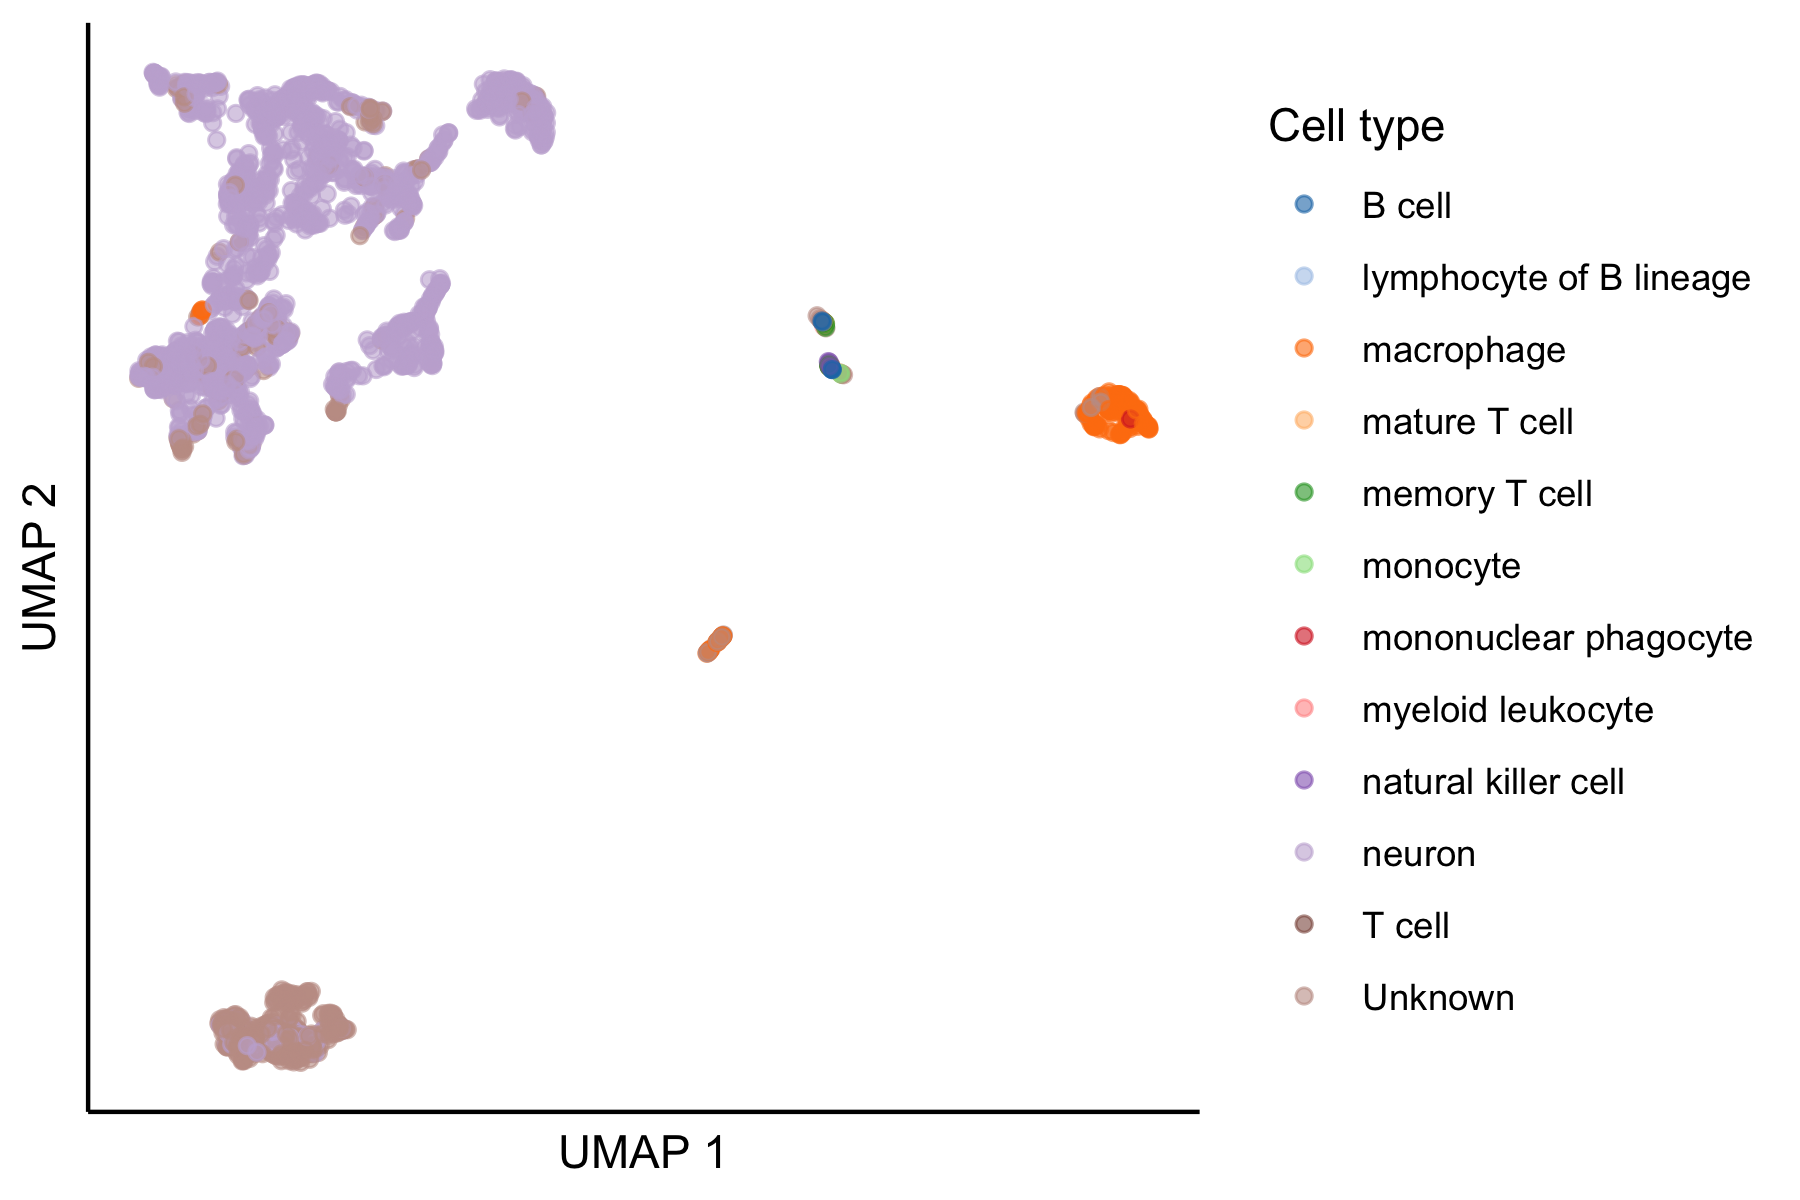 Cell type
B cell
lymphocyte of B lineage
macrophage
mature T cell
memory T cell
monocyte
mononuclear phagocyte
myeloid leukocyte
natural killer cell
neuron
T cell
Unknown
UMAP 2
UMAP 1